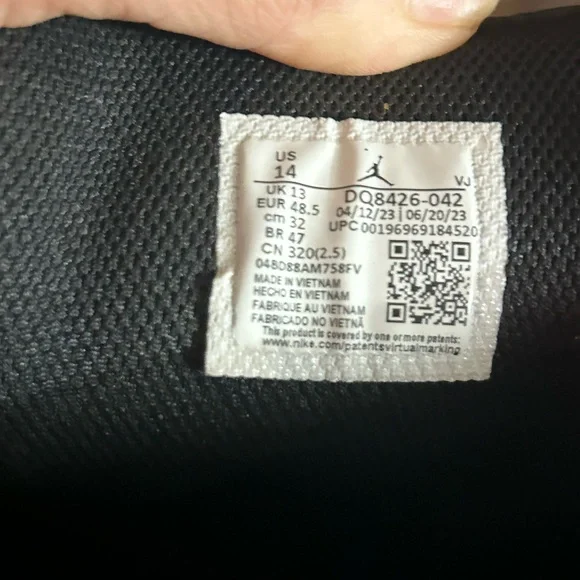 US
14
VJ
UK 13
EUR 48.5
cm 32
BR 47
CN 320(2.5)
DQ8426-042
04/12/23 | 06/20/23
UPC 00196969184520
048D88AM758FV
MADE IN VIETNAM
HECHO EN VIETNAM
FABRIQUE AU VIETNAM
FABRICADO NO VIETNÃ
This product is covered by one or more patents:
www.nike.com/patentsvirtualmarking